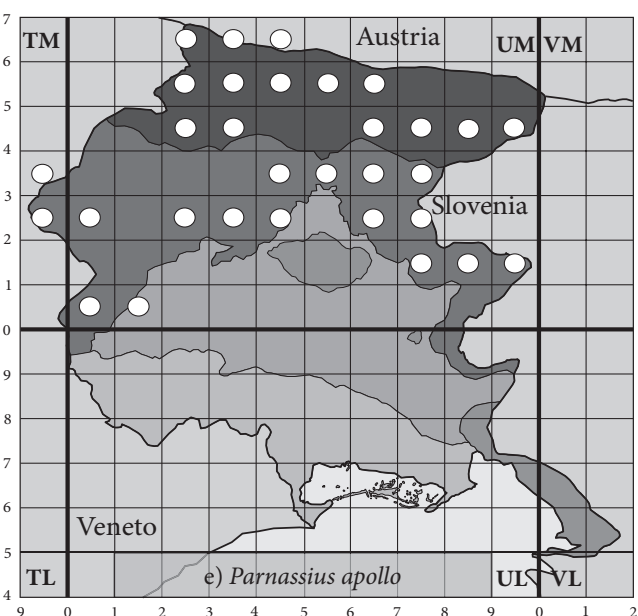 7
TM
Austria
UM VM
6
5
4
3
Slovenia
2
1
0
9
8
7
6
Veneto
5
TL
e) Parnassius apollo
UL VL
4
9 0 1 2 3 4 5 6 7 8 9 0 1 2